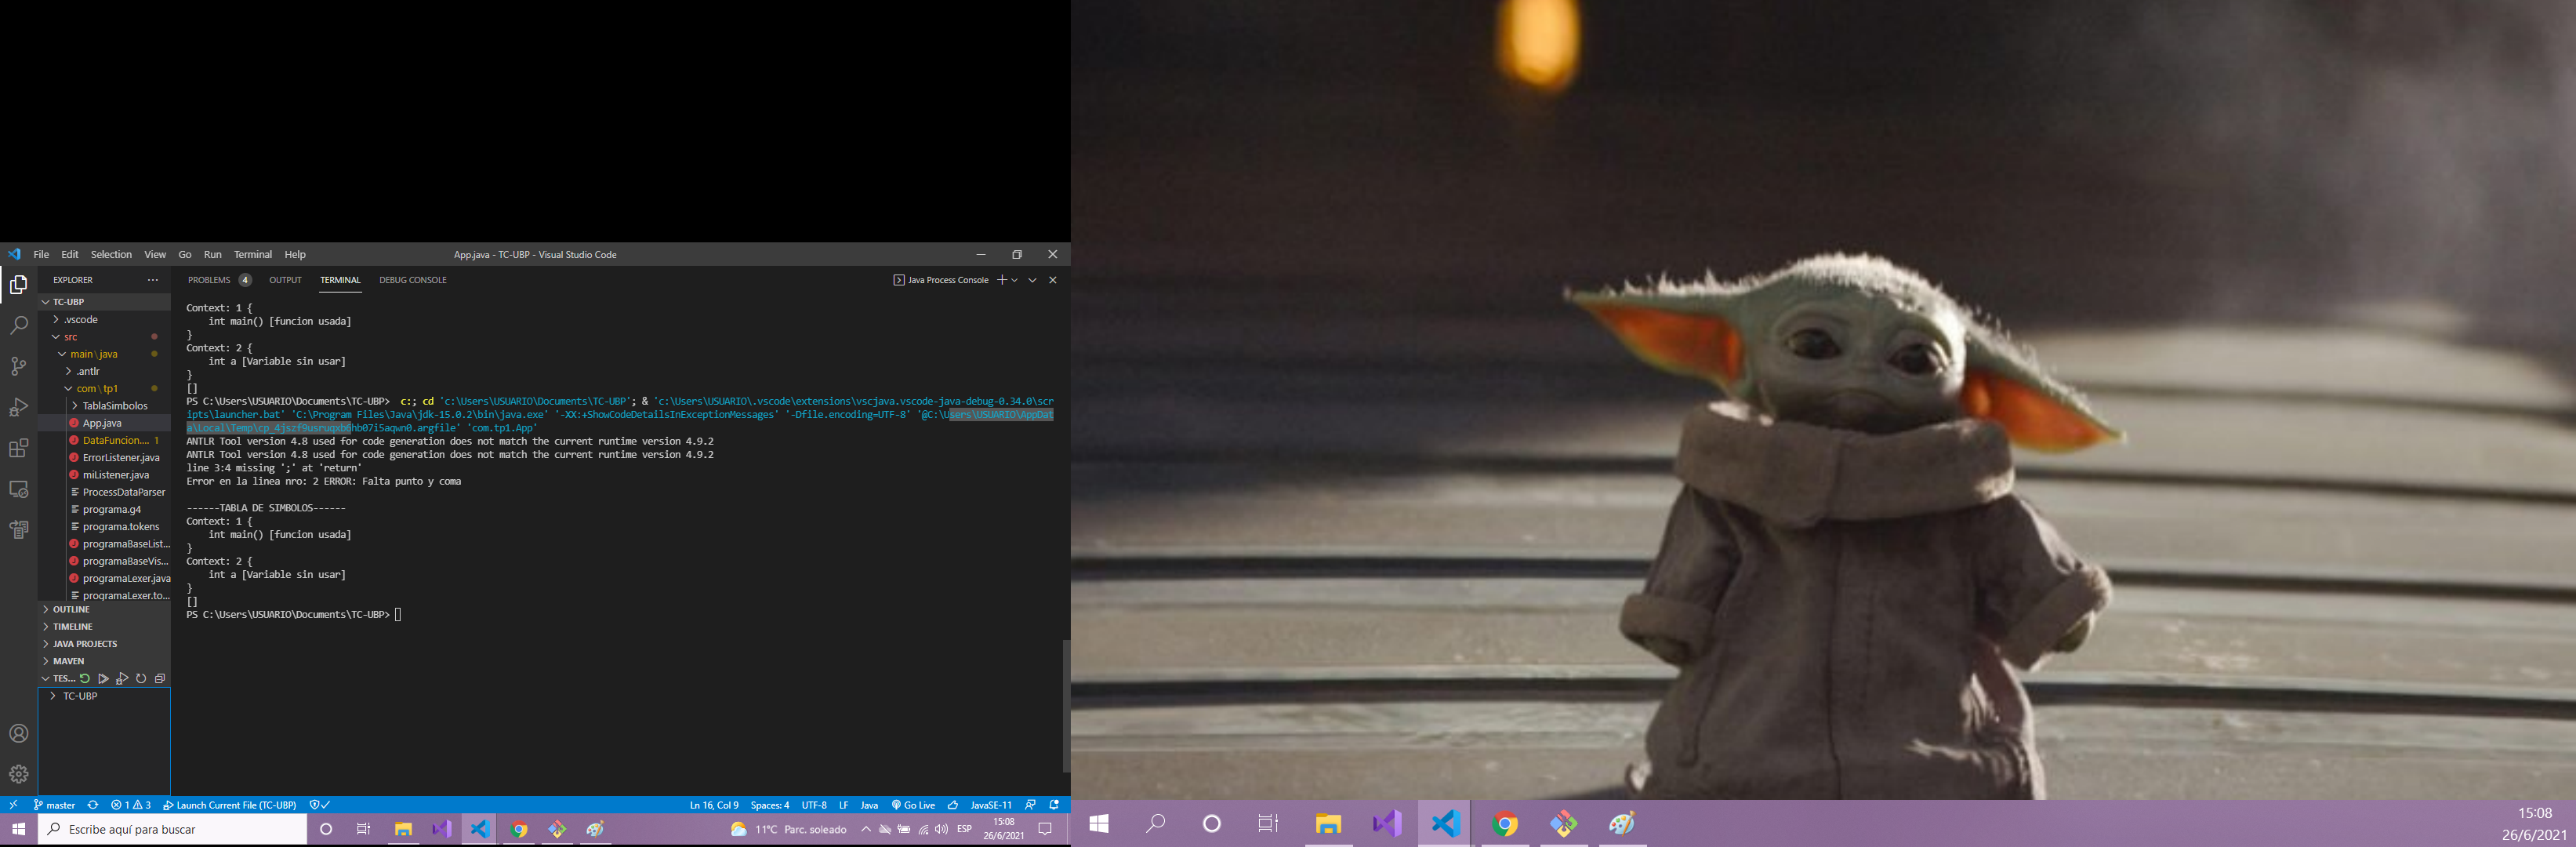 File Edit Selection View Go Run Terminal Help
App.java - TC-UBP - Visual Studio Code
EXPLORER
TC-UBP
.vscode
src
main\java
.antlr
com\tp1
TablaSimbolos
App.java
DataFuncion.... 1
ErrorListener.java
miListener.java
ProcessDataParser
programa.g4
programa.tokens
programaBaseList...
programaBaseVis...
programaLexer.java
programaLexer.to...
OUTLINE
TIMELINE
JAVA PROJECTS
MAVEN
TES...
TC-UBP
PROBLEMS 4 OUTPUT TERMINAL DEBUG CONSOLE
Java Process Console
Context: 1 {
int main() [funcion usada]
}
Context: 2 {
int a [Variable sin usar]
}
[]
PS C:\Users\USUARIO\Documents\TC-UBP> c:; cd 'c:\Users\USUARIO\Documents\TC-UBP'; & 'c:\Users\USUARIO\.vscode\extensions\vscjava.vscode-java-debug-0.34.0\scr
ipts\launcher.bat' 'C:\Program Files\Java\jdk-15.0.2\bin\java.exe' '-XX:+ShowCodeDetailsInExceptionMessages' '-Dfile.encoding=UTF-8' '@C:\Users\USUARIO\AppDat
a\Local\Temp\cp_4jszf9usruqxb6hb07i5aqwn0.argfile' 'com.tp1.App'
ANTLR Tool version 4.8 used for code generation does not match the current runtime version 4.9.2
ANTLR Tool version 4.8 used for code generation does not match the current runtime version 4.9.2
line 3:4 missing ';' at 'return'
Error en la linea nro: 2 ERROR: Falta punto y coma
------TABLA DE SIMBOLOS------
Context: 1 {
int main() [funcion usada]
}
Context: 2 {
int a [Variable sin usar]
}
[]
PS C:\Users\USUARIO\Documents\TC-UBP>
master 1 3 Launch Current File (TC-UBP)
Ln 16, Col 9 Spaces: 4 UTF-8 LF Java Go Live JavaSE-11
Escribe aquí para buscar
11°C Parc. soleado ESP
15:08
26/6/2021
15:08
26/6/2021